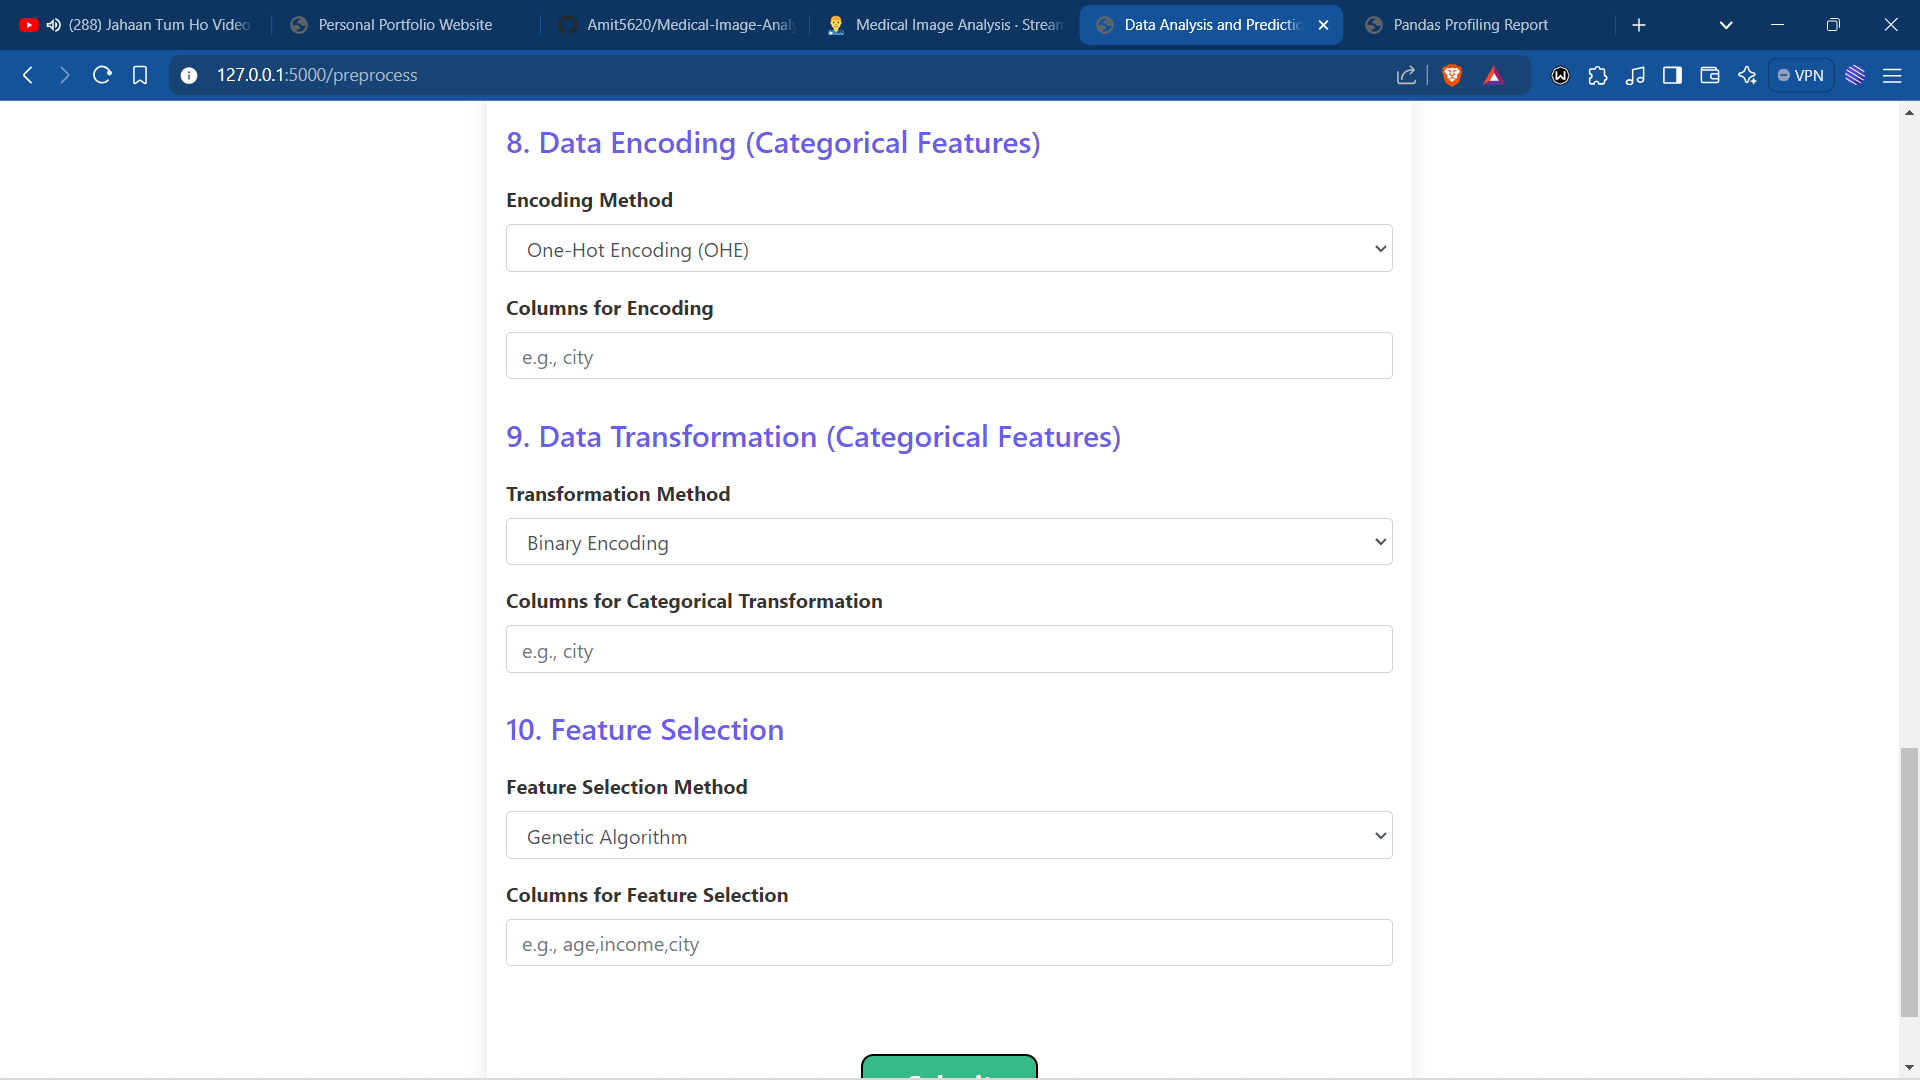 (288) Jahaan Tum Ho Video
Personal Portfolio Website
Amit5620/Medical-Image-Anal
Medical Image Analysis · Stream
Data Analysis and Predictio
Pandas Profiling Report
127.0.0.1:5000/preprocess
VPN
8. Data Encoding (Categorical Features)
Encoding Method
One-Hot Encoding (OHE)
Columns for Encoding
e.g., city
9. Data Transformation (Categorical Features)
Transformation Method
Binary Encoding
Columns for Categorical Transformation
e.g., city
10. Feature Selection
Feature Selection Method
Genetic Algorithm
Columns for Feature Selection
e.g., age,income,city
Submit